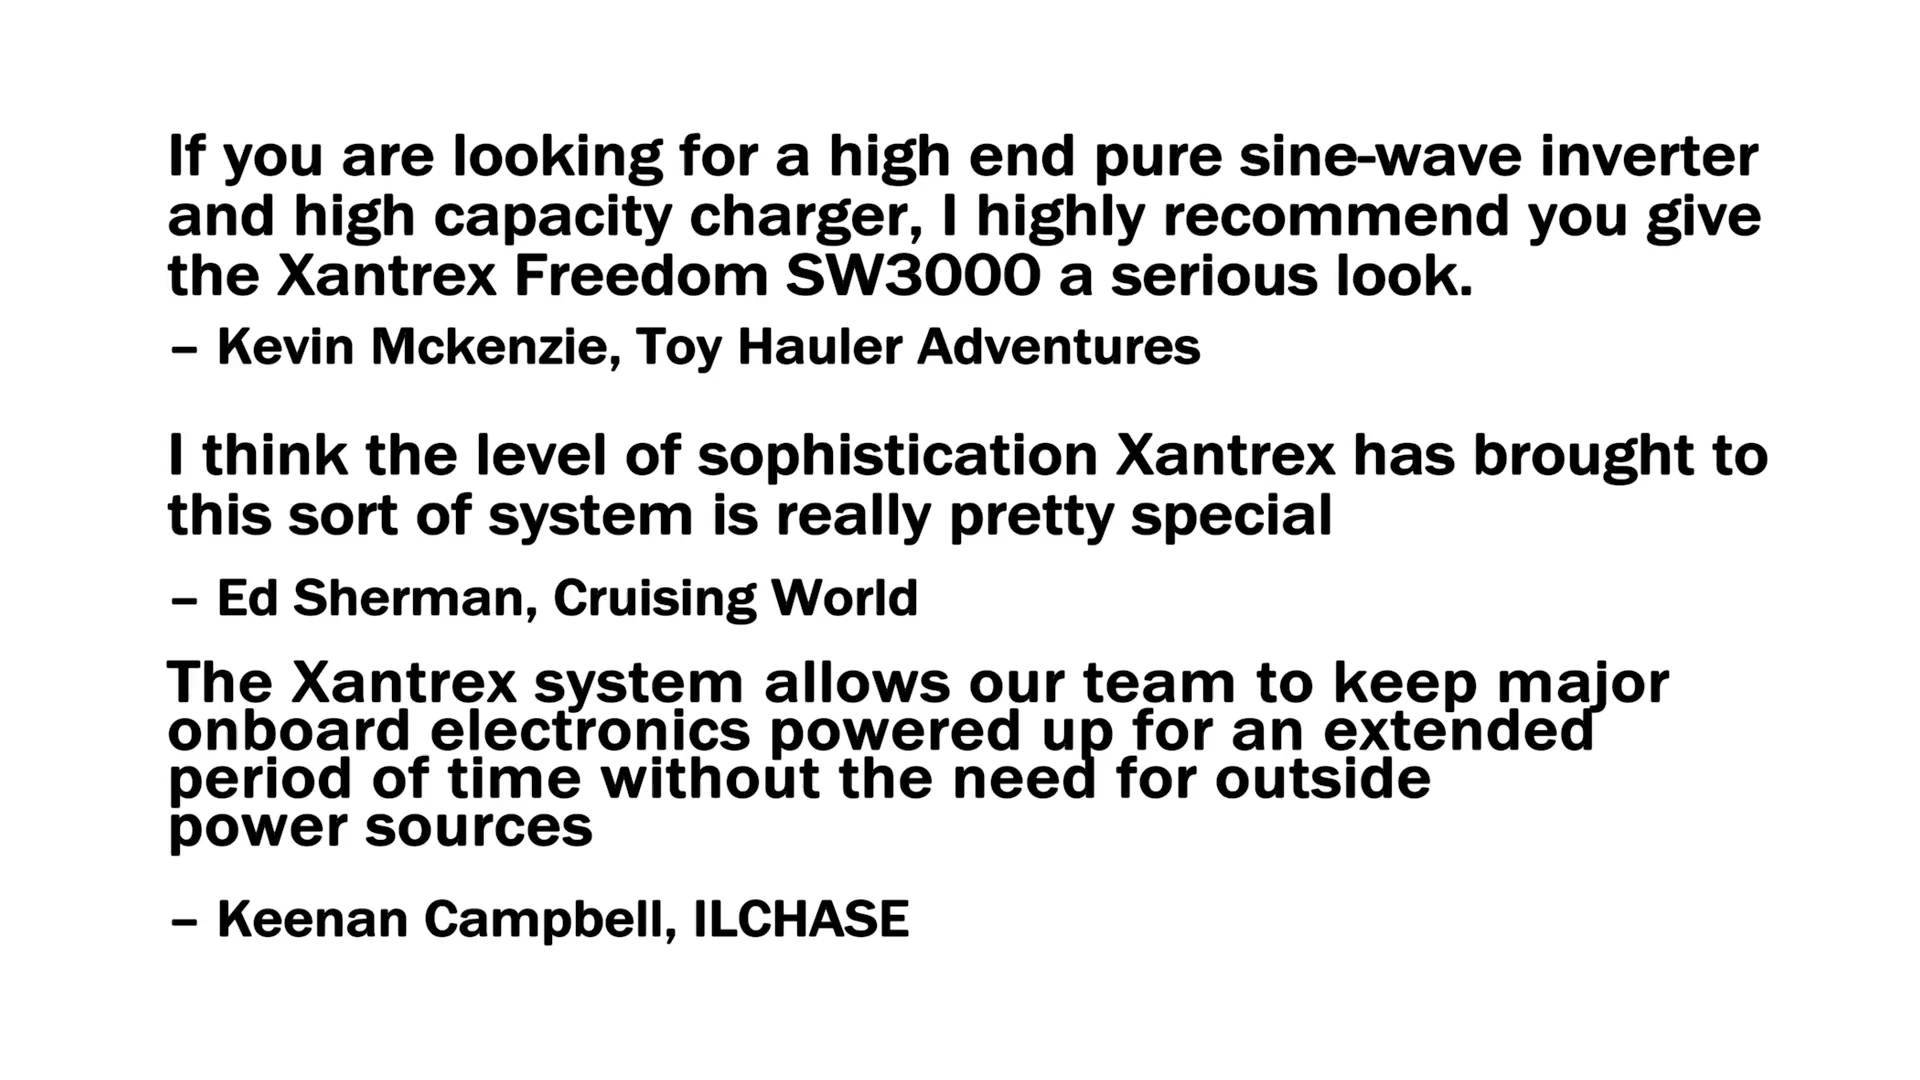 If you are looking for a high end pure sine-wave inverter
and high capacity charger, I highly recommend you give
the Xantrex Freedom SW3000 a serious look.
– Kevin Mckenzie, Toy Hauler Adventures
I think the level of sophistication Xantrex has brought to
this sort of system is really pretty special
– Ed Sherman, Cruising World
The Xantrex system allows our team to keep major
onboard electronics powered up for an extended
period of time without the need for outside
power sources
– Keenan Campbell, ILCHASE